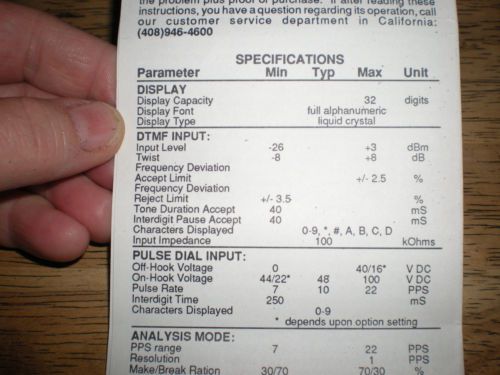 the problem plus proof of purchase. If after reading these
instructions, you have a question regarding its operation, call
our customer service department in California:
(408)946-4600
SPECIFICATIONS
Parameter Min Typ Max Unit
DISPLAY
Display Capacity 32 digits
Display Font full alphanumeric
Display Type liquid crystal
DTMF INPUT:
Input Level -26 +3 dBm
Twist -8 +8 dB
Frequency Deviation
Accept Limit +/- 2.5 %
Frequency Deviation
Reject Limit +/- 3.5 %
Tone Duration Accept 40 mS
Interdigit Pause Accept 40 mS
Characters Displayed 0-9, *, #, A, B, C, D
Input Impedance 100 kOhms
PULSE DIAL INPUT:
Off-Hook Voltage 0 40/16* V DC
On-Hook Voltage 44/22* 48 100 V DC
Pulse Rate 7 10 22 PPS
Interdigit Time 250 mS
Characters Displayed 0-9
* depends upon option setting
ANALYSIS MODE:
PPS range 7 22 PPS
Resolution 1 PPS
Make/Break Ration 30/70 70/30 %